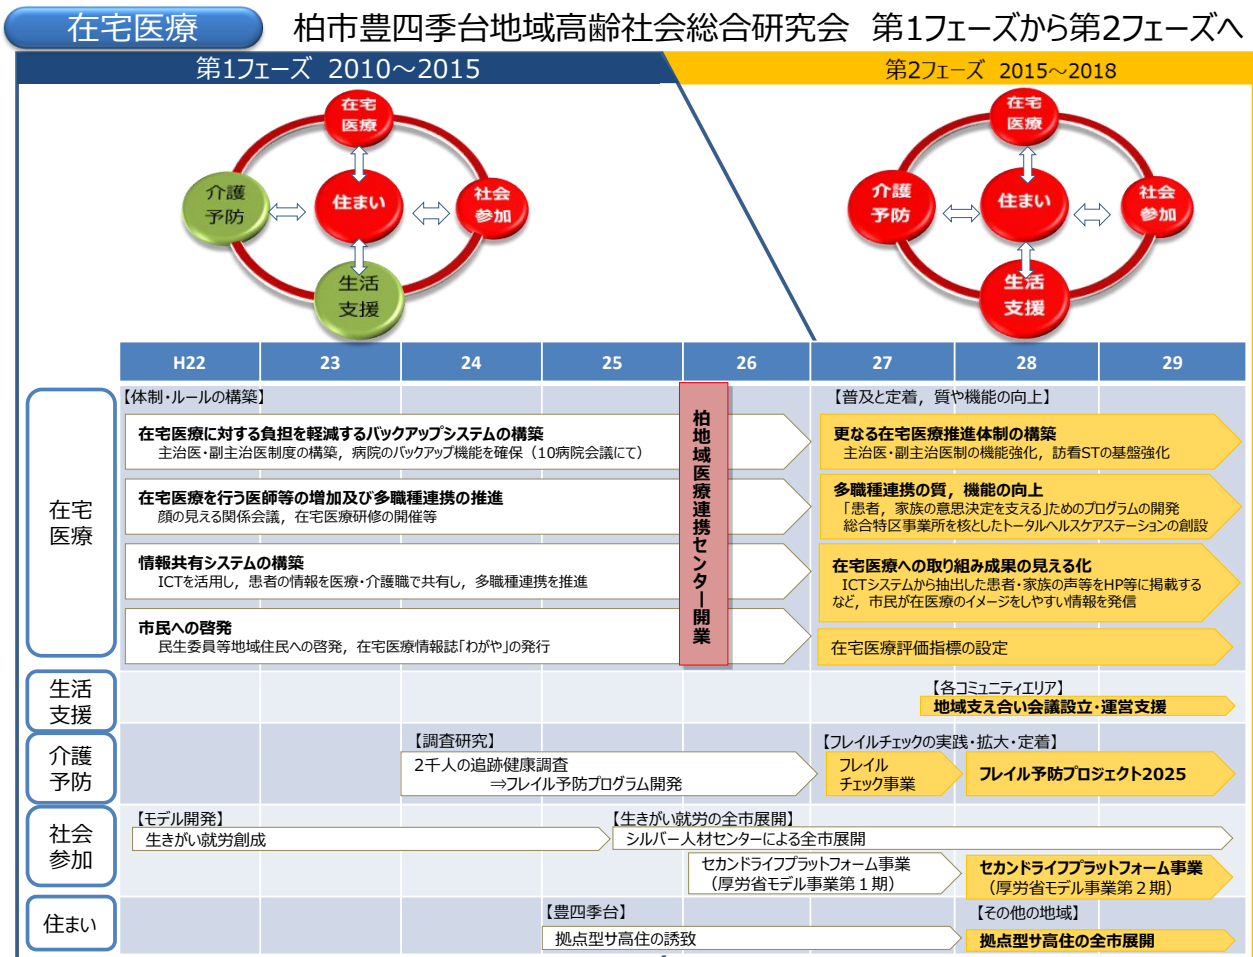 在宅医療
柏市豊四季台地域高齢社会総合研究会 第1フェーズから第2フェーズへ
第1フェーズ 2010～2015
第2フェーズ 2015～2018
在宅
医療
介護
予防
住まい
社会
参加
生活
支援
在宅
医療
介護
予防
住まい
社会
参加
生活
支援
H22 23 24 25 26 27 28 29
在宅
医療
【体制・ルールの構築】
在宅医療に対する負担を軽減するバックアップシステムの構築
主治医・副主治医制度の構築，病院のバックアップ機能を確保（10病院会議にて）
在宅医療を行う医師等の増加及び多職種連携の推進
顔の見える関係会議，在宅医療研修の開催等
情報共有システムの構築
ICTを活用し，患者の情報を医療・介護職で共有し，多職種連携を推進
市民への啓発
民生委員等地域住民への啓発，在宅医療情報誌「わがや」の発行
柏地域医療連携センター開業
【普及と定着，質や機能の向上】
更なる在宅医療推進体制の構築
主治医・副主治医制の機能強化，訪看STの基盤強化
多職種連携の質，機能の向上
「患者，家族の意思決定を支える」ためのプログラムの開発
総合特区事業所を核としたトータルヘルスケアステーションの創設
在宅医療への取り組み成果の見える化
ICTシステムから抽出した患者・家族の声等をHP等に掲載する
など，市民が在医療のイメージをしやすい情報を発信
在宅医療評価指標の設定
生活
支援
【各コミュニティエリア】
地域支え合い会議設立・運営支援
介護
予防
【調査研究】
2千人の追跡健康調査
⇒フレイル予防プログラム開発
【フレイルチェックの実践・拡大・定着】
フレイル
チェック事業
フレイル予防プロジェクト2025
社会
参加
【モデル開発】
生きがい就労創成
【生きがい就労の全市展開】
シルバー人材センターによる全市展開
セカンドライフプラットフォーム事業
（厚労省モデル事業第１期）
セカンドライフプラットフォーム事業
（厚労省モデル事業第２期）
住まい
【豊四季台】
拠点型サ高住の誘致
【その他の地域】
拠点型サ高住の全市展開